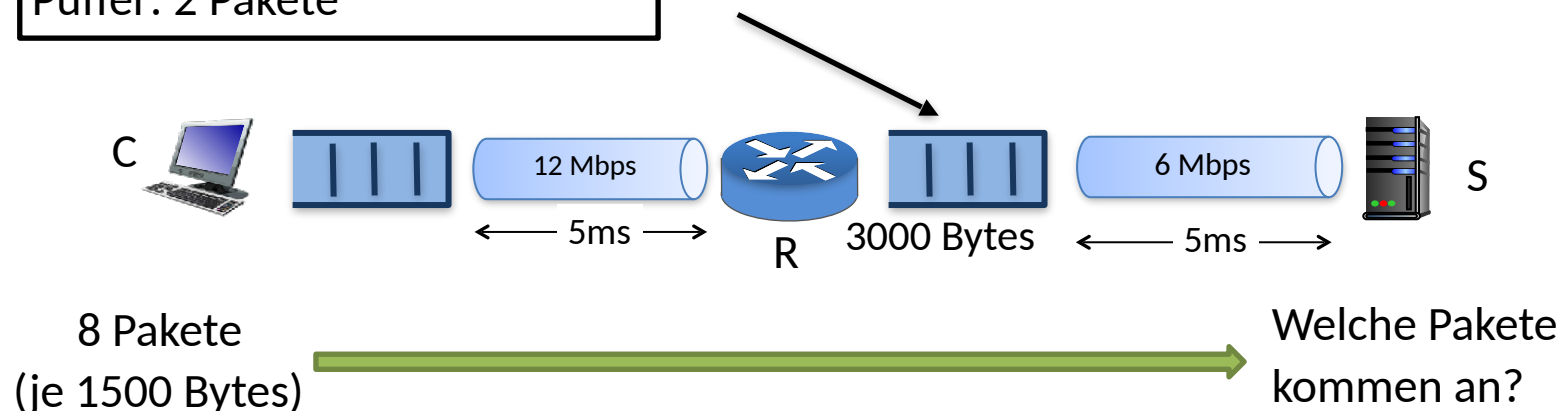 Puffer: 2 Pakete
C
12 Mbps
6 Mbps
S
5ms
R
3000 Bytes
5ms
8 Pakete
(je 1500 Bytes)
Welche Pakete
kommen an?